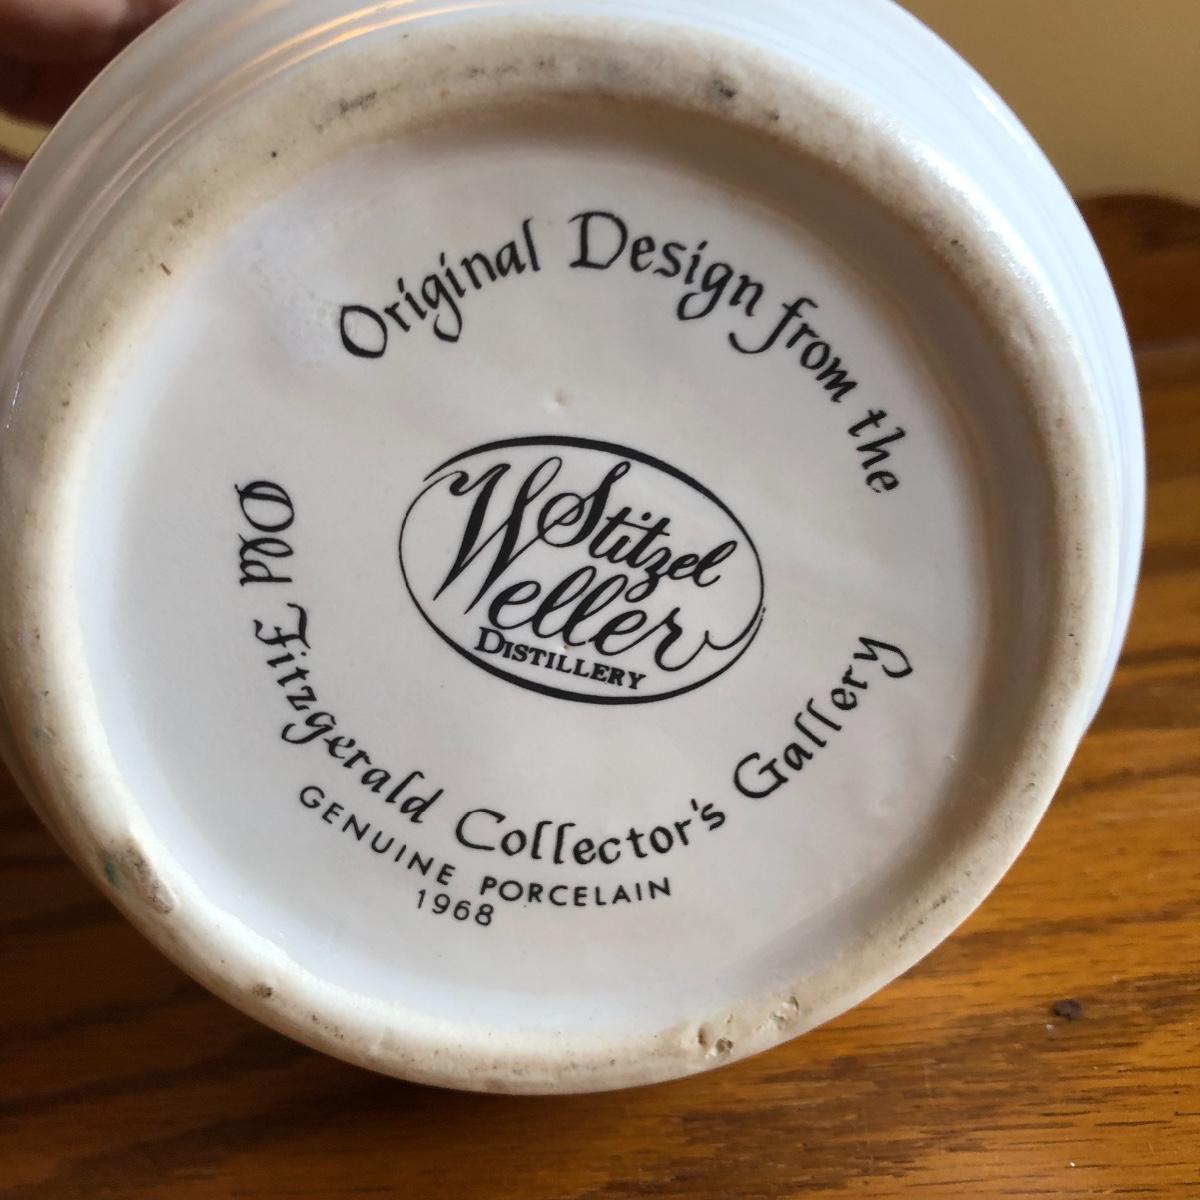 Original Design from the
Stitzel
Weller
DISTILLERY
Old Fitzgerald Collector's Gallery
GENUINE PORCELAIN
1968